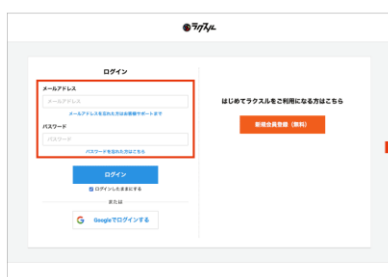 ラクスル
ログイン
メールアドレス
メールアドレス
メールアドレスを忘れた方はお客様サポートまで
パスワード
パスワード
パスワードを忘れた方はこちら
ログイン
ログインしたままにする
または
Googleでログインする
はじめてラクスルをご利用になる方はこちら
新規会員登録（無料）